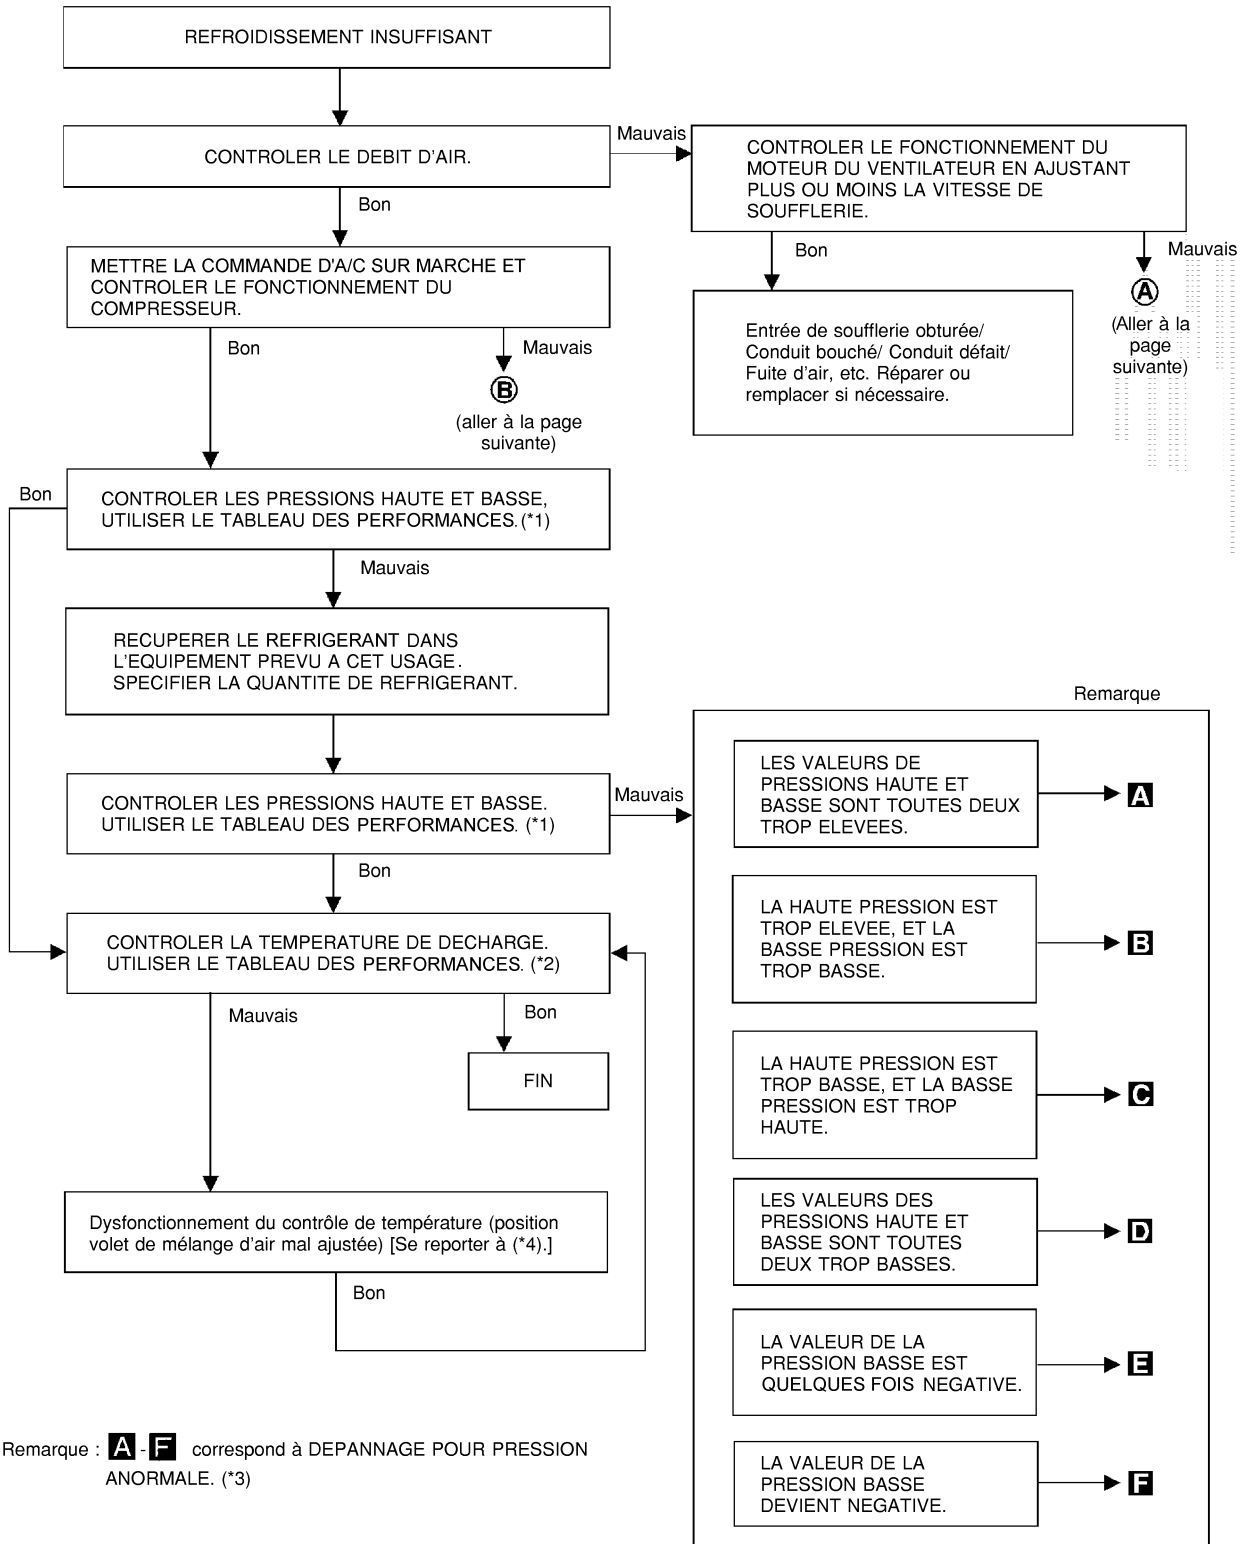 REFROIDISSEMENT INSUFFISANT
CONTROLER LE DEBIT D'AIR.
Mauvais
CONTROLER LE FONCTIONNEMENT DU
MOTEUR DU VENTILATEUR EN AJUSTANT
PLUS OU MOINS LA VITESSE DE
SOUFFLERIE.
Bon
Bon
Mauvais
METTRE LA COMMANDE D'A/C SUR MARCHE ET
CONTROLER LE FONCTIONNEMENT DU
COMPRESSEUR.
A
(Aller à la
page
suivante)
Entrée de soufflerie obturée/
Conduit bouché/ Conduit défait/
Fuite d'air, etc. Réparer ou
remplacer si nécessaire.
Bon
Mauvais
B
(aller à la page
suivante)
Bon
CONTROLER LES PRESSIONS HAUTE ET BASSE,
UTILISER LE TABLEAU DES PERFORMANCES. (*1)
Mauvais
RECUPERER LE REFRIGERANT DANS
L'EQUIPEMENT PREVU A CET USAGE.
SPECIFIER LA QUANTITE DE REFRIGERANT.
CONTROLER LES PRESSIONS HAUTE ET BASSE.
UTILISER LE TABLEAU DES PERFORMANCES. (*1)
Mauvais
Bon
CONTROLER LA TEMPERATURE DE DECHARGE.
UTILISER LE TABLEAU DES PERFORMANCES. (*2)
Mauvais
Bon
FIN
Dysfonctionnement du contrôle de température (position
volet de mélange d'air mal ajustée) [Se reporter à (*4).]
Bon
Remarque
LES VALEURS DE
PRESSIONS HAUTE ET
BASSE SONT TOUTES DEUX
TROP ELEVEES.
A
LA HAUTE PRESSION EST
TROP ELEVEE, ET LA
BASSE PRESSION EST
TROP BASSE.
B
LA HAUTE PRESSION EST
TROP BASSE, ET LA BASSE
PRESSION EST TROP
HAUTE.
C
LES VALEURS DES
PRESSIONS HAUTE ET
BASSE SONT TOUTES
DEUX TROP BASSES.
D
LA VALEUR DE LA
PRESSION BASSE EST
QUELQUES FOIS NEGATIVE.
E
LA VALEUR DE LA
PRESSION BASSE
DEVIENT NEGATIVE.
F
Remarque : A - F correspond à DEPANNAGE POUR PRESSION
ANORMALE. (*3)